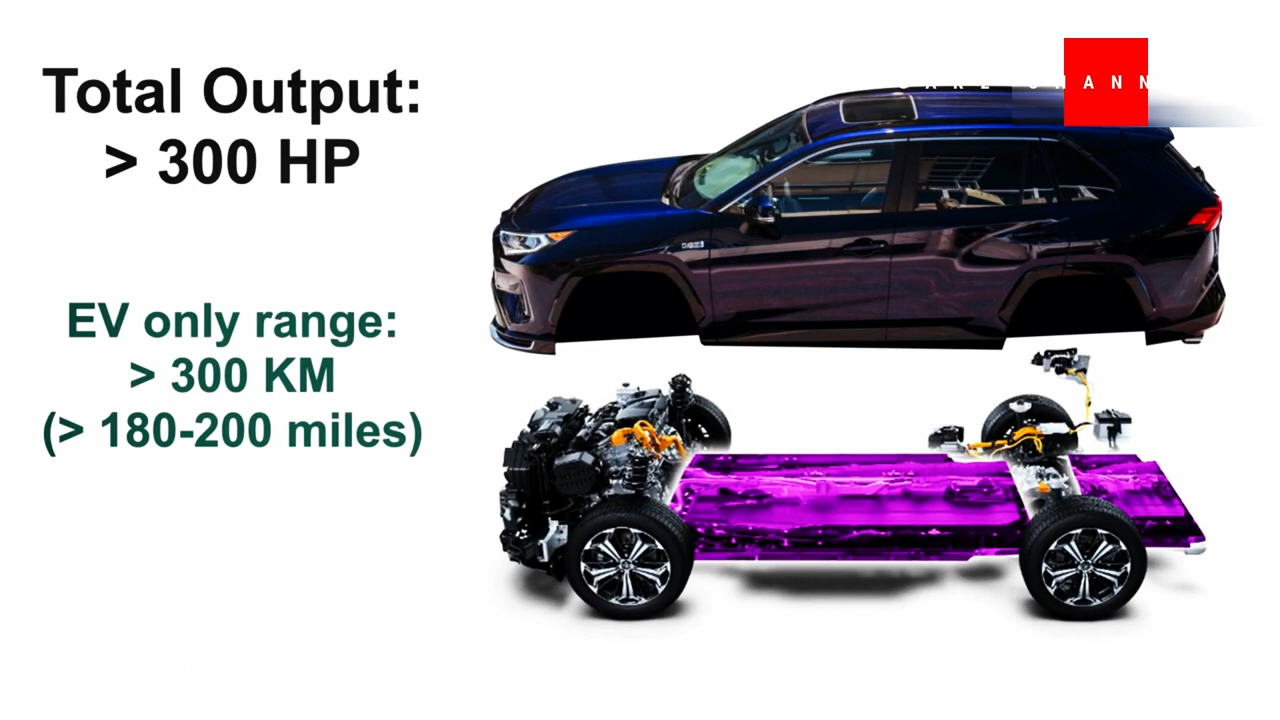 Total Output:
> 300 HP
EV only range:
> 300 KM
(> 180-200 miles)